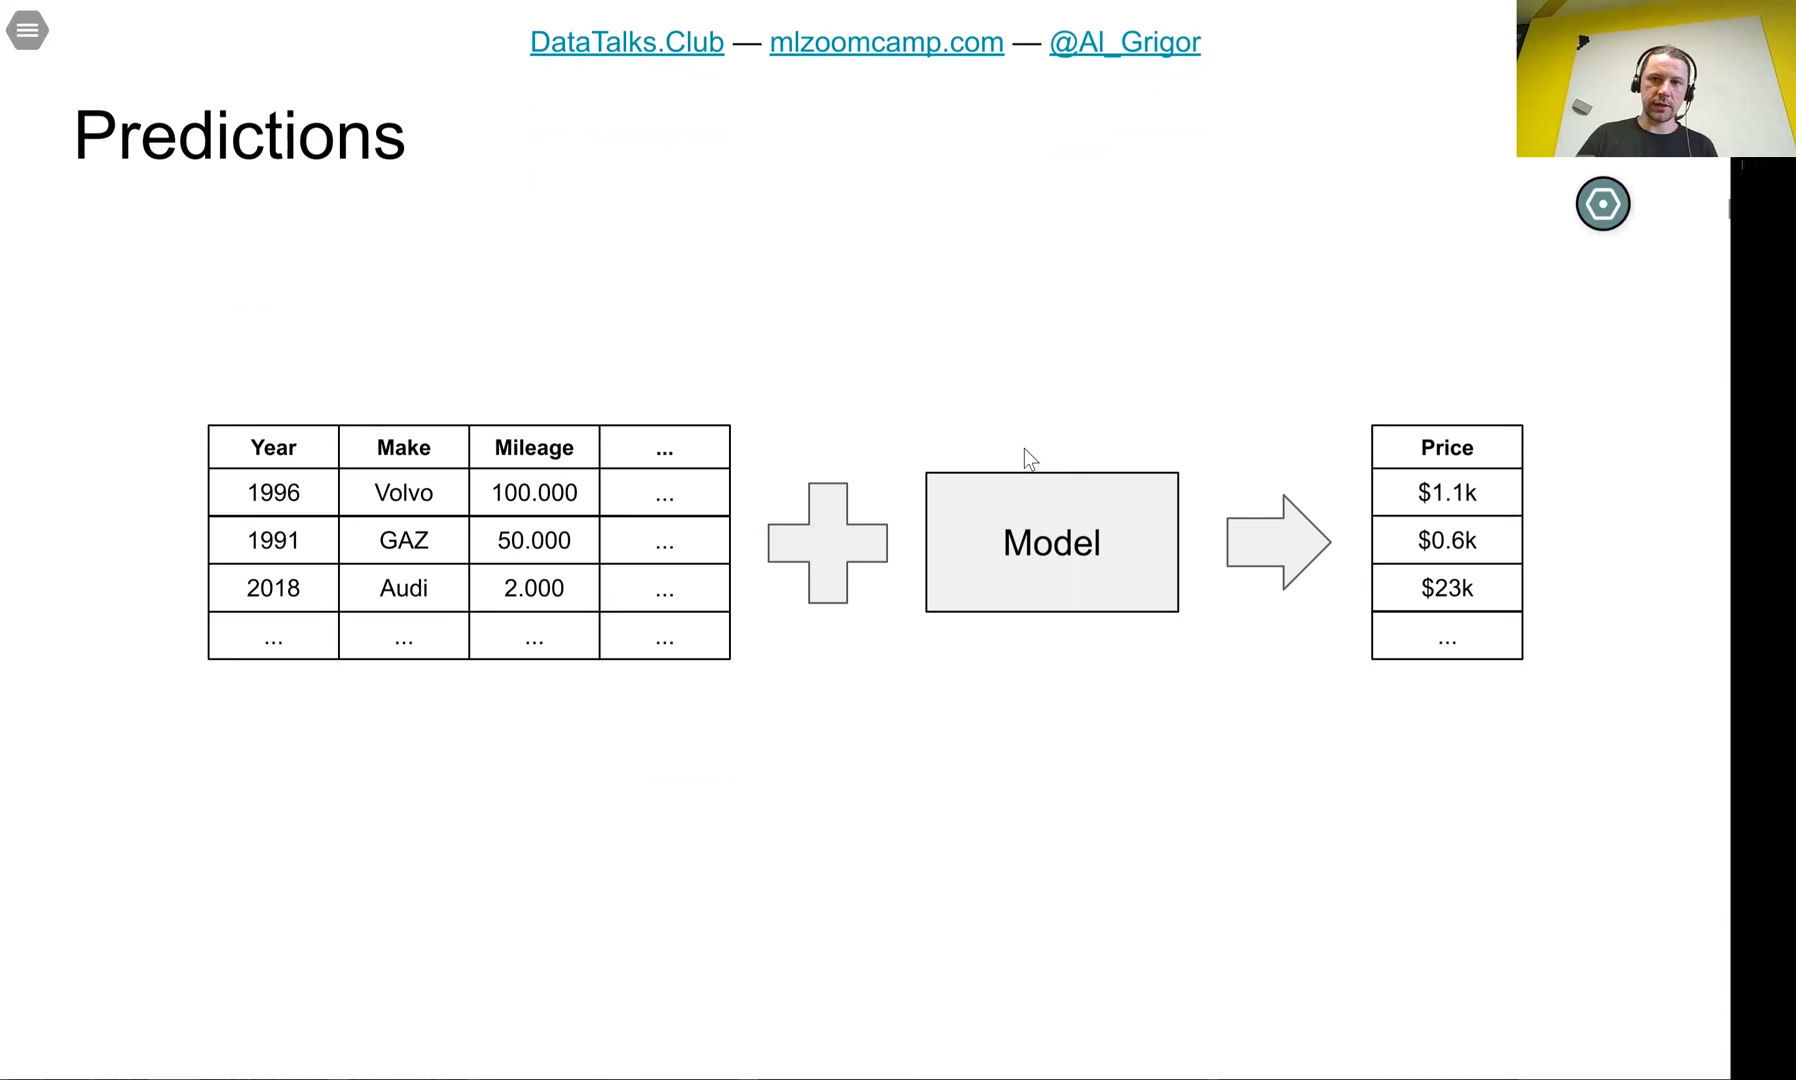 DataTalks.Club — mlzoomcamp.com — @Al_Grigor
Predictions
Year Make Mileage ...
1996 Volvo 100.000 ...
1991 GAZ 50.000 ...
2018 Audi 2.000 ...
... ... ... ...
Model
Price
$1.1k
$0.6k
$23k
...